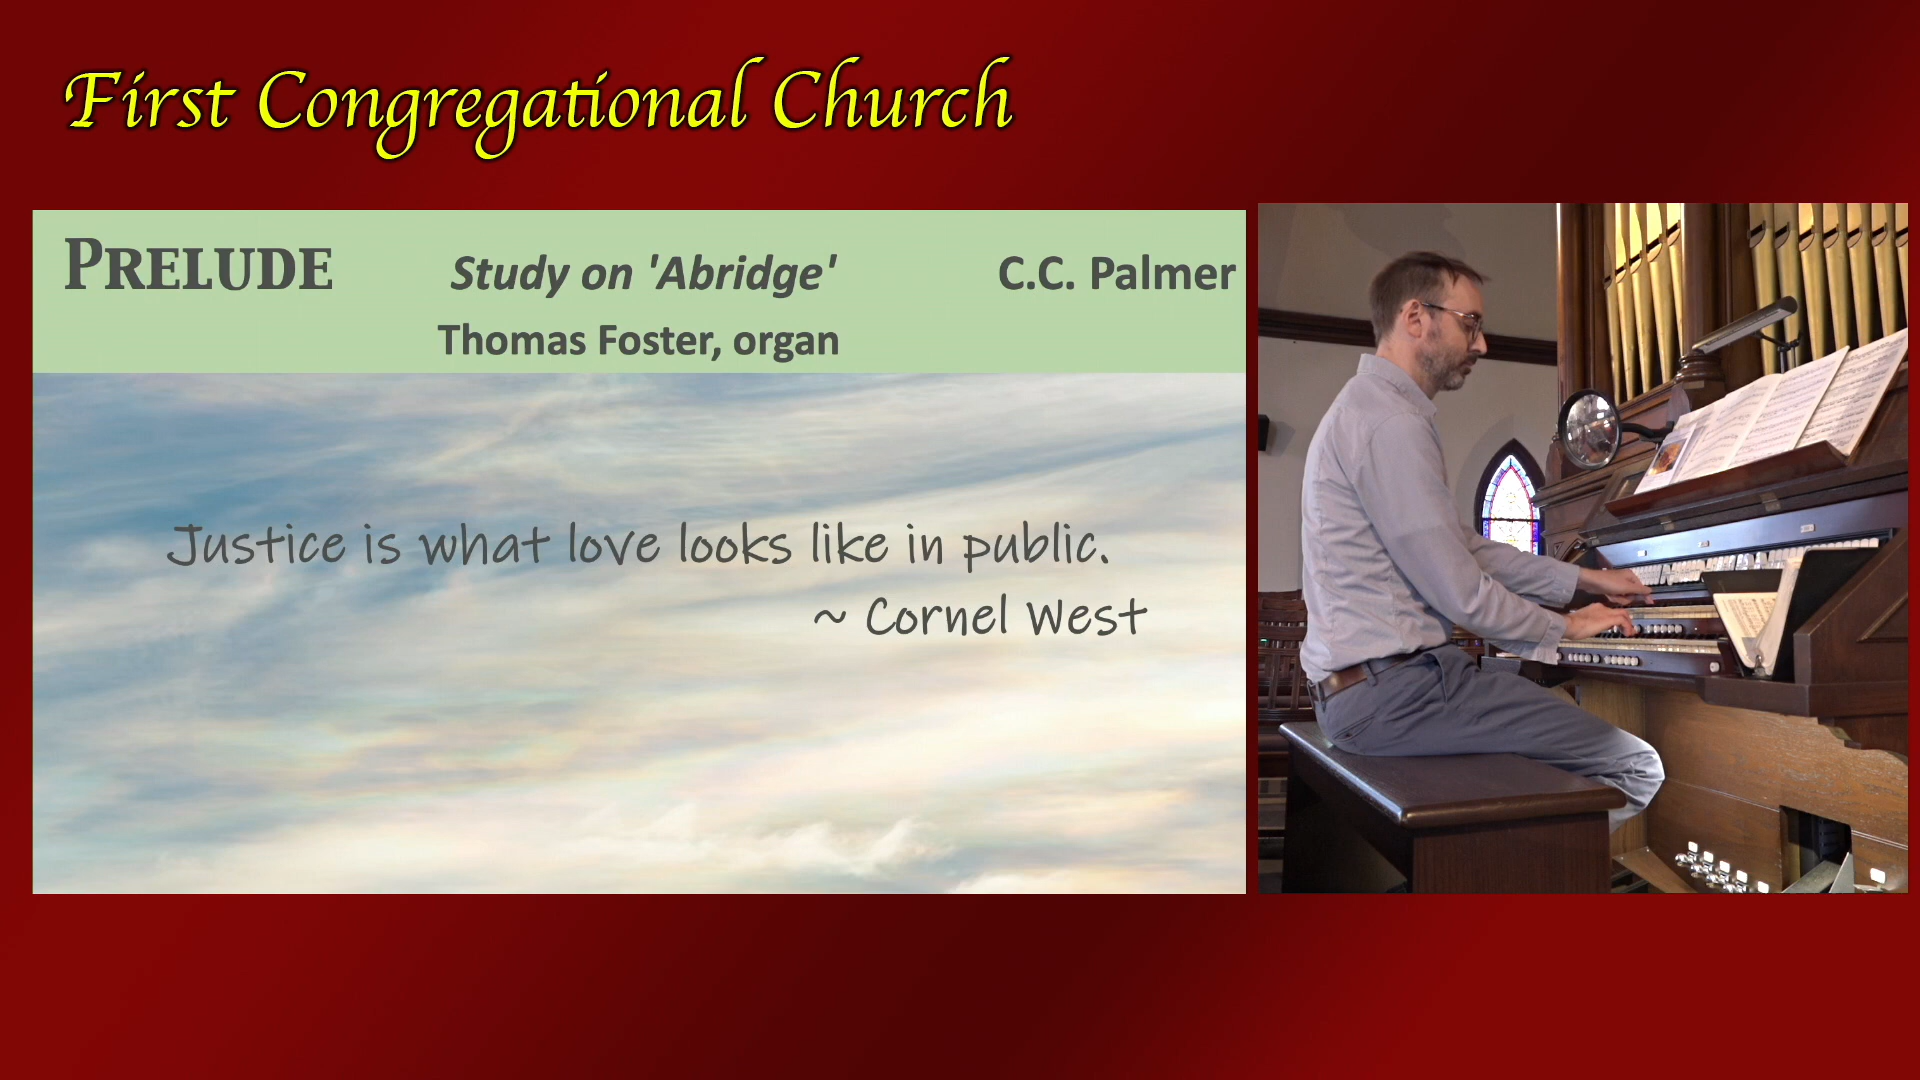 First Congregational Church
PRELUDE Study on 'Abridge' C.C. Palmer
Thomas Foster, organ
Justice is what love looks like in public.
~ Cornel West